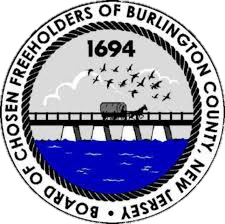 BOARD OF CHOSEN FREEHOLDERS OF BURLINGTON COUNTY, NEW JERSEY •
1694